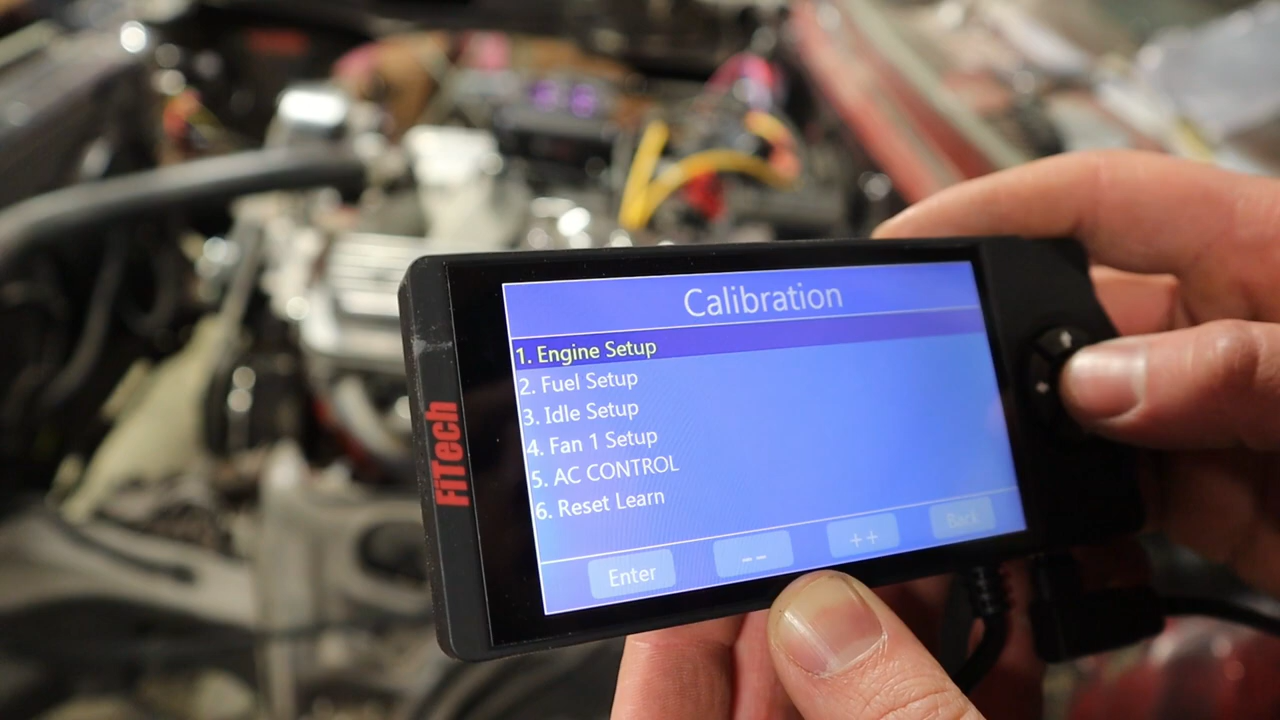 Calibration
1. Engine Setup
2. Fuel Setup
3. Idle Setup
4. Fan 1 Setup
5. AC CONTROL
6. Reset Learn
Enter -- ++ Back
FiTech